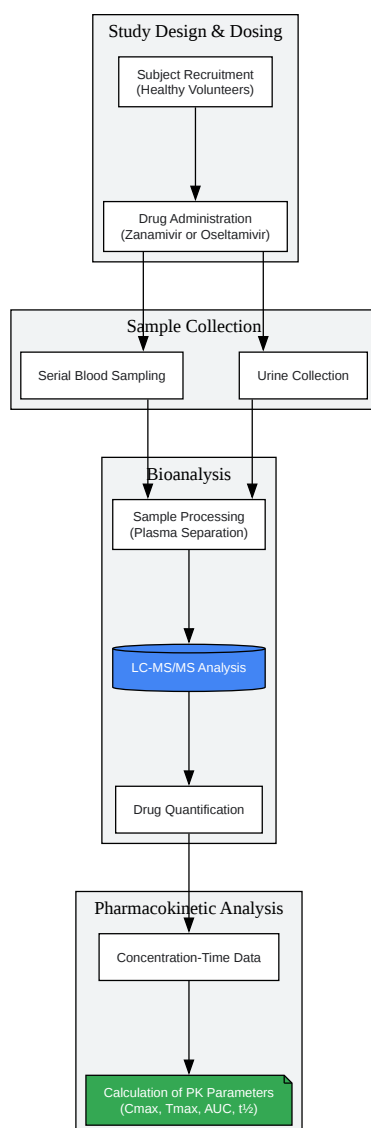 Study Design & Dosing
Subject Recruitment
(Healthy Volunteers)
Drug Administration
(Zanamivir or Oseltamivir)
Sample Collection
Serial Blood Sampling
Urine Collection
Bioanalysis
Sample Processing
(Plasma Separation)
LC-MS/MS Analysis
Drug Quantification
Pharmacokinetic Analysis
Concentration-Time Data
Calculation of PK Parameters
(Cmax, Tmax, AUC, t½)